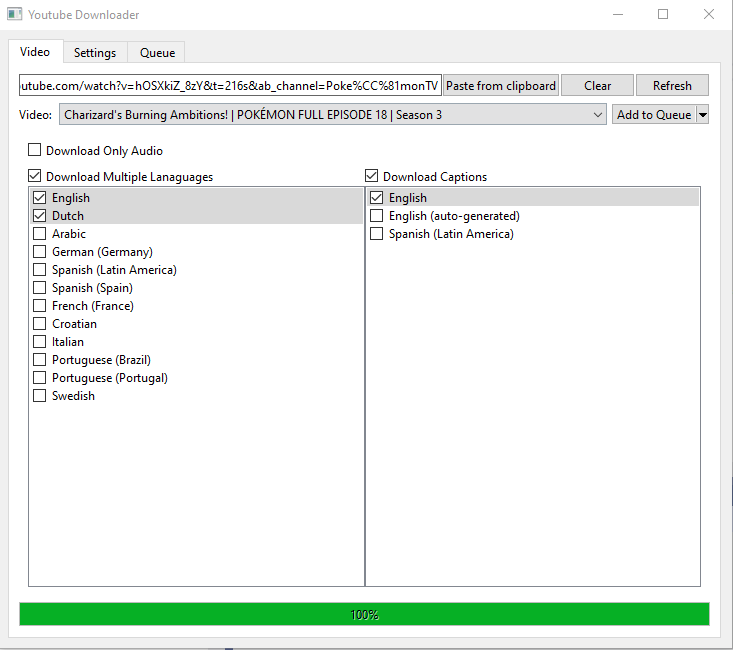 Youtube Downloader
Video Settings Queue
utube.com/watch?v=hOSXkiZ_8zY&t=216s&ab_channel=Poke%CC%81monTV Paste from clipboard Clear Refresh
Video: Charizard's Burning Ambitions! | POKÉMON FULL EPISODE 18 | Season 3 Add to Queue
Download Only Audio
Download Multiple Lanaguages
English
Dutch
Arabic
German (Germany)
Spanish (Latin America)
Spanish (Spain)
French (France)
Croatian
Italian
Portuguese (Brazil)
Portuguese (Portugal)
Swedish
Download Captions
English
English (auto-generated)
Spanish (Latin America)
100%